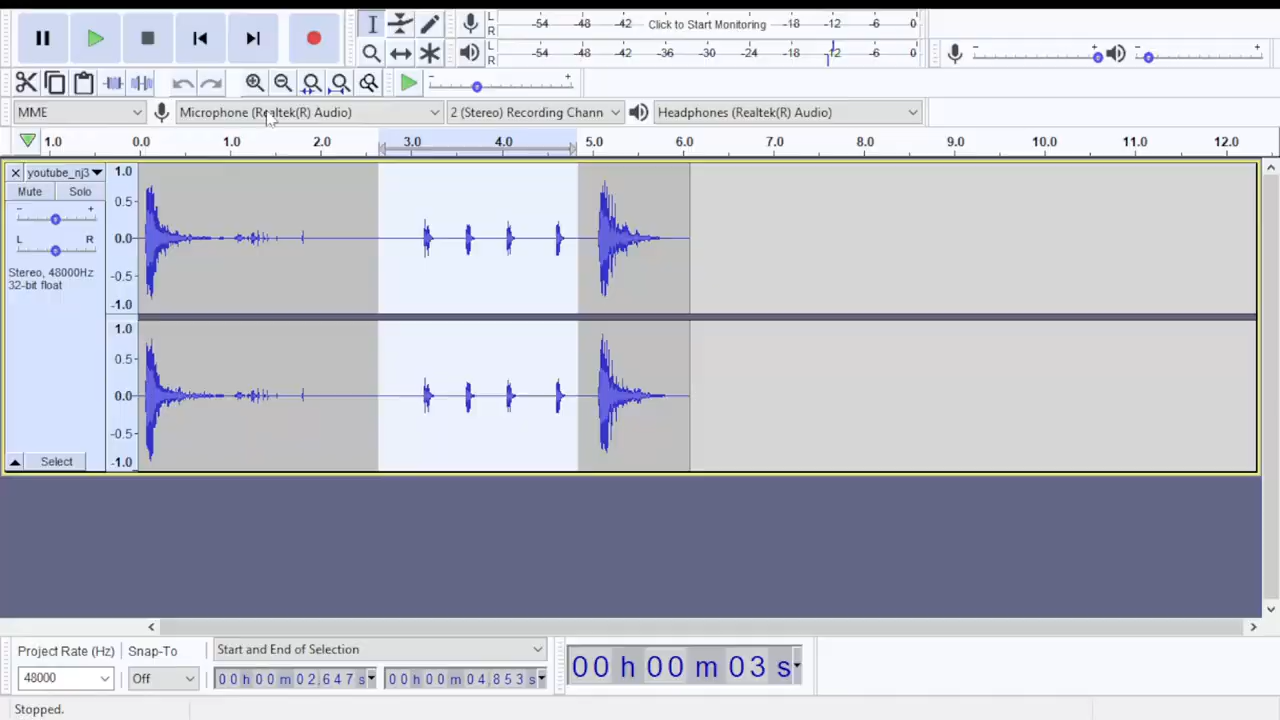 L
R
-54 -48 -42 Click to Start Monitoring -18 -12 -6 0
L
R
-54 -48 -42 -36 -30 -24 -18 -12 -6 0
- +
- +
- +
MME
Microphone (Realtek(R) Audio)
2 (Stereo) Recording Chann
Headphones (Realtek(R) Audio)
1.0 0.0 1.0 2.0 3.0 4.0 5.0 6.0 7.0 8.0 9.0 10.0 11.0 12.0
youtube_nj3
Mute Solo
- +
L R
Stereo, 48000Hz
32-bit float
Select
1.0
0.5
0.0
-0.5
-1.0
1.0
0.5
0.0
-0.5
-1.0
Project Rate (Hz)
Snap-To
Start and End of Selection
48000
Off
00h00m02.647s
00h00m04.853s
00h00m03s
Stopped.